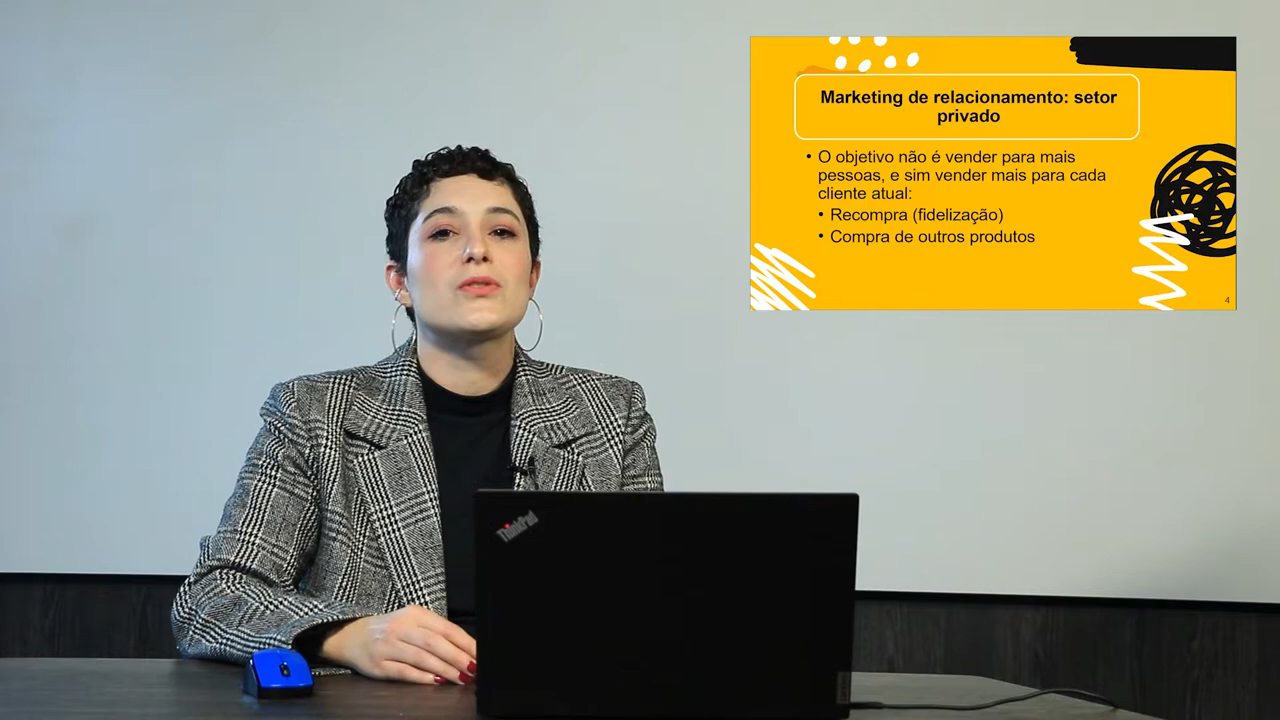 Marketing de relacionamento: setor
privado
• O objetivo não é vender para mais
pessoas, e sim vender mais para cada
cliente atual:
• Recompra (fidelização)
• Compra de outros produtos
4
ThinkPad